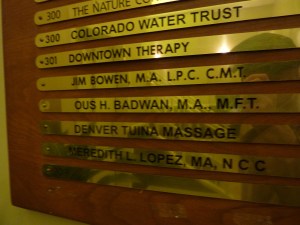 300 THE NATURE CO
300 COLORADO WATER TRUST
301 DOWNTOWN THERAPY
JIM BOWEN, M.A. L.P.C. C.M.T.
OUS H. BADWAN, M.A., M.F.T.
DENVER TUINA MASSAGE
MEREDITH L. LOPEZ, MA, N C C